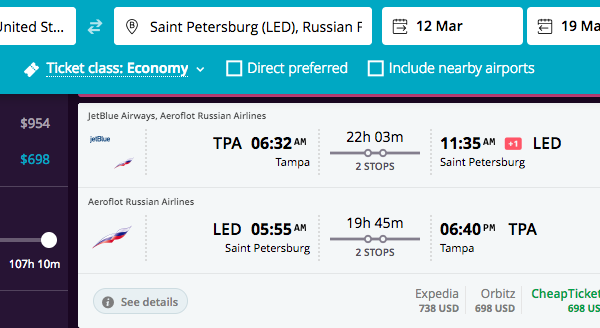 United St...
Saint Petersburg (LED), Russian F
12 Mar
19 Ma
Ticket class: Economy
Direct preferred
Include nearby airports
$954
$698
107h 10m
JetBlue Airways, Aeroflot Russian Airlines
jetBlue
TPA 06:32 AM
Tampa
22h 03m
2 STOPS
11:35 AM +1 LED
Saint Petersburg
Aeroflot Russian Airlines
LED 05:55 AM
Saint Petersburg
19h 45m
2 STOPS
06:40 PM TPA
Tampa
See details
Expedia
738 USD
Orbitz
698 USD
CheapTicket
698 US